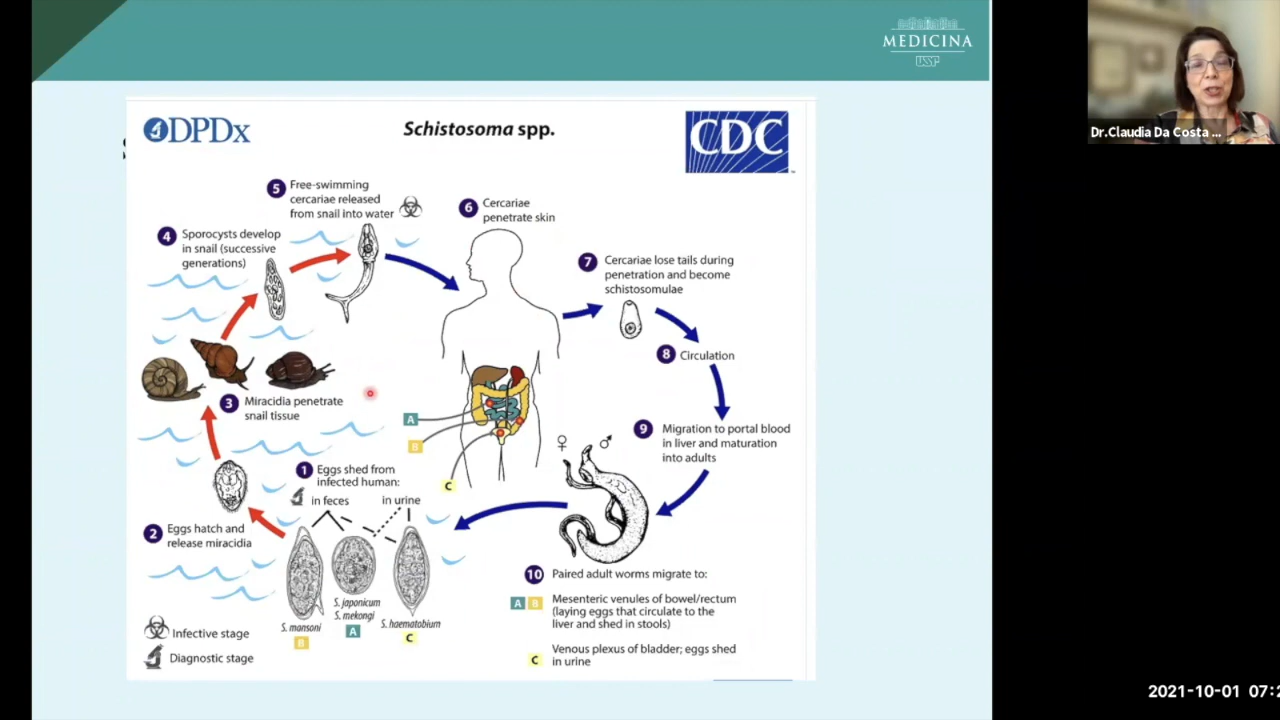 MEDICINA
USP
Dr.Claudia Da Costa ...
DPDx
Schistosoma spp.
CDC
5
Free-swimming
cercariae released
from snail into water
6
Cercariae
penetrate skin
4
Sporocysts develop
in snail (successive
generations)
7
Cercariae lose tails during
penetration and become
schistosomulae
8
Circulation
3
Miracidia penetrate
snail tissue
A
B
C
9
Migration to portal blood
in liver and maturation
into adults
♀ ♂
1
Eggs shed from
infected human:
in feces
in urine
2
Eggs hatch and
release miracidia
S. mansoni
B
S. japonicum
S. mekongi
A
S. haematobium
C
10
Paired adult worms migrate to:
A B
Mesenteric venules of bowel/rectum
(laying eggs that circulate to the
liver and shed in stools)
C
Venous plexus of bladder; eggs shed
in urine
Infective stage
Diagnostic stage
2021-10-01 07:2